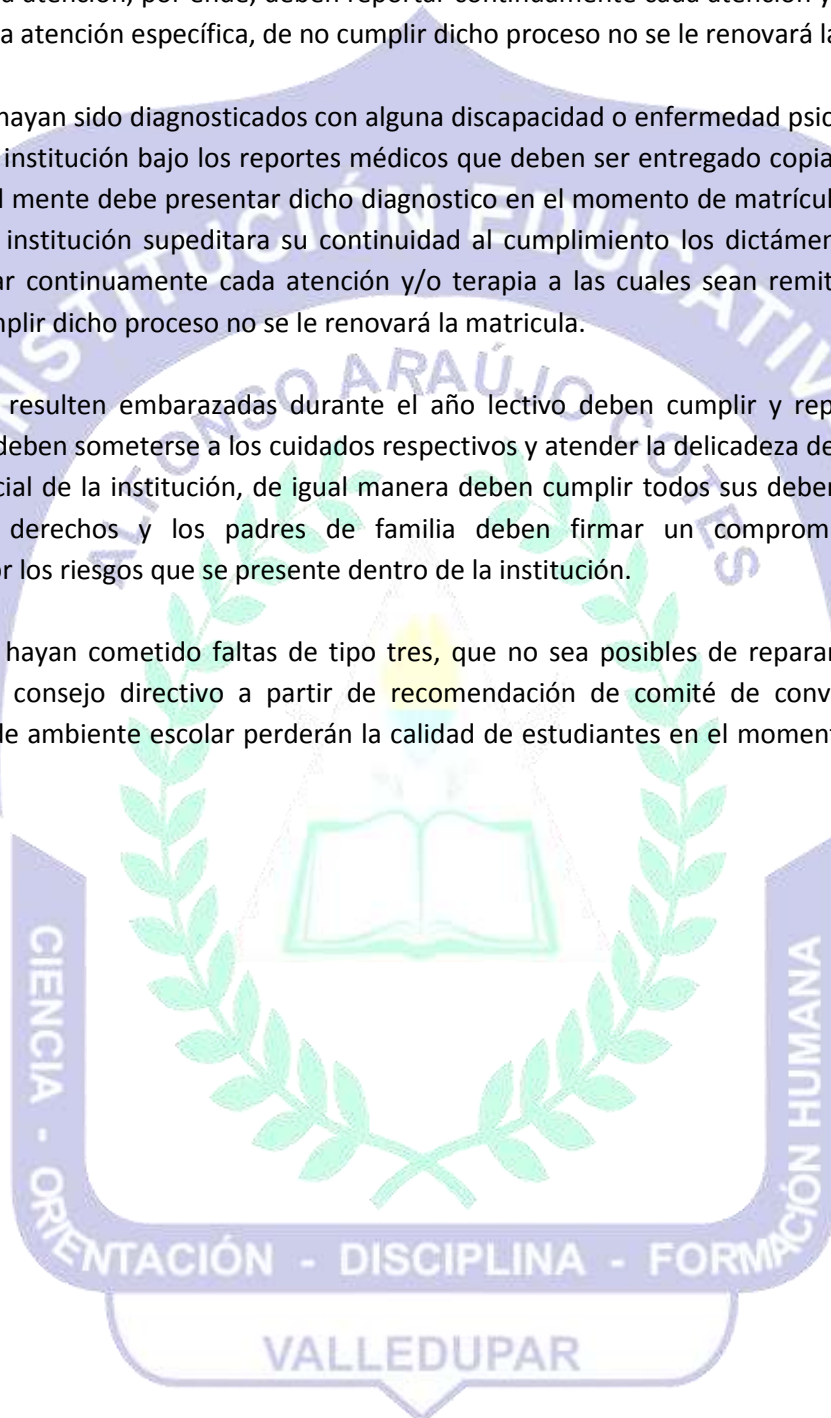 a atención, por ende, deben reportar continuamente cada atención y
a atención específica, de no cumplir dicho proceso no se le renovará la
hayan sido diagnosticados con alguna discapacidad o enfermedad psic
institución bajo los reportes médicos que deben ser entregado copia
l mente debe presentar dicho diagnostico en el momento de matrícul
institución supeditara su continuidad al cumplimiento los dictámen
ar continuamente cada atención y/o terapia a las cuales sean remit
mplir dicho proceso no se le renovará la matricula.
resulten embarazadas durante el año lectivo deben cumplir y rep
deben someterse a los cuidados respectivos y atender la delicadeza de
cial de la institución, de igual manera deben cumplir todos sus deber
derechos y los padres de familia deben firmar un comprom
or los riesgos que se presente dentro de la institución.
hayan cometido faltas de tipo tres, que no sea posibles de reparar
consejo directivo a partir de recomendación de comité de conv
de ambiente escolar perderán la calidad de estudiantes en el moment
INSTITUCIÓN EDUCATIV
ALFONSO ARAÚJO COTES
CIENCIA - ORIENTACIÓN - DISCIPLINA - FORMACIÓN HUMANA
VALLEDUPAR